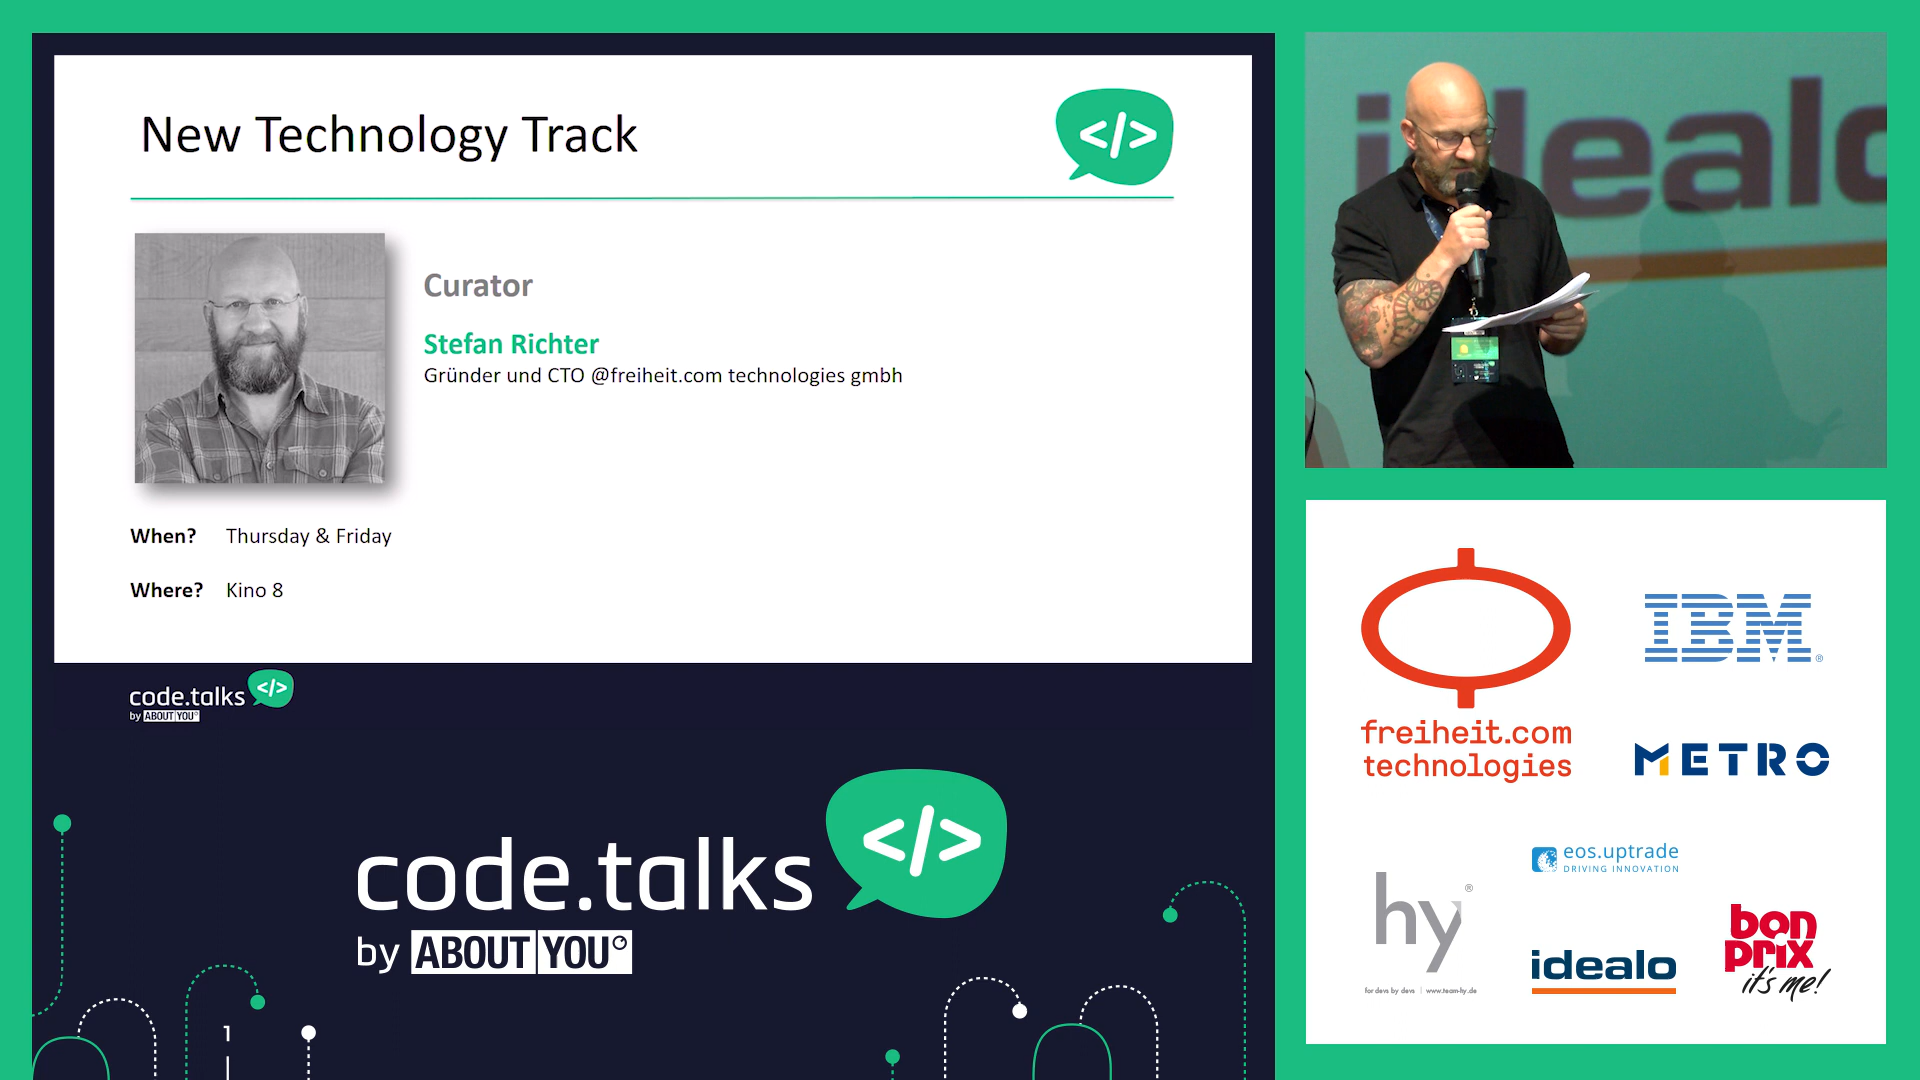 New Technology Track
</>
Curator
Stefan Richter
Gründer und CTO @freiheit.com technologies gmbh
When? Thursday & Friday
Where? Kino 8
code.talks </>
by ABOUT YOU°
code.talks </>
by ABOUT YOU°
idealo
freiheit.com
technologies
IBM®
METRO
eos.uptrade
DRIVING INNOVATION
hy®
for devs by devs | www.team-hy.de
idealo
bon
prix
it's me!